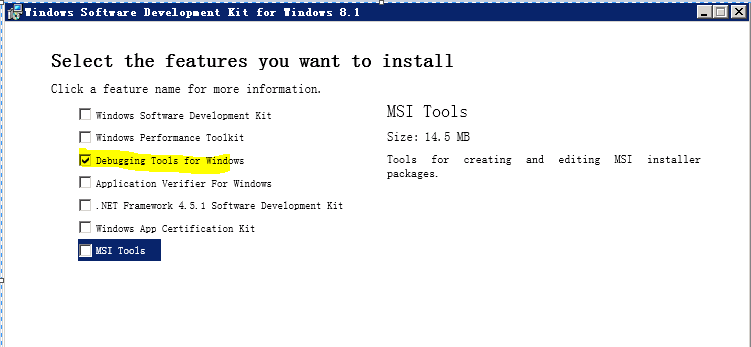 Windows Software Development Kit for Windows 8.1
Select the features you want to install
Click a feature name for more information.
Windows Software Development Kit
Windows Performance Toolkit
Debugging Tools for Windows
Application Verifier For Windows
.NET Framework 4.5.1 Software Development Kit
Windows App Certification Kit
MSI Tools
MSI Tools
Size: 14.5 MB
Tools for creating and editing MSI installer
packages.